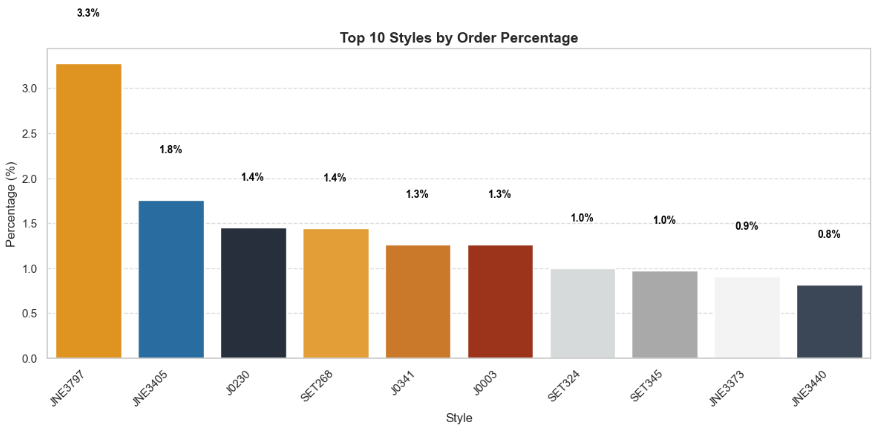 3.3%
Top 10 Styles by Order Percentage
Percentage (%)
3.0
2.5
2.0
1.5
1.0
0.5
0.0
1.8%
1.4%
1.4%
1.3%
1.3%
1.0%
1.0%
0.9%
0.8%
JNE3797
JNE3405
J0230
SET268
J0341
J0003
SET324
SET345
JNE3373
JNE3440
Style